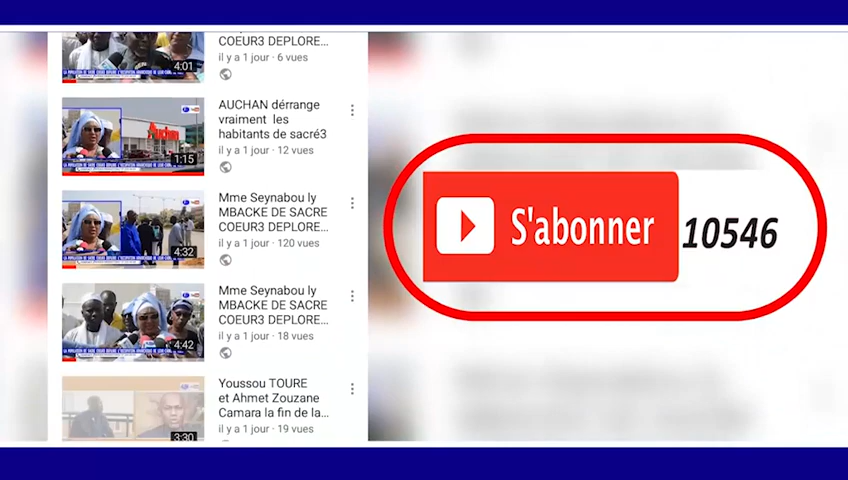 COEUR3 DEPLORE...
il y a 1 jour · 6 vues
4:01
AUCHAN dérrange
vraiment les
habitants de sacré3
il y a 1 jour · 12 vues
Auchan
1:15
Mme Seynabou ly
MBACKE DE SACRE
COEUR3 DEPLORE...
il y a 1 jour · 120 vues
4:32
Mme Seynabou ly
MBACKE DE SACRE
COEUR3 DEPLORE...
il y a 1 jour · 18 vues
4:42
Youssou TOURE
et Ahmet Zouzane
Camara la fin de la...
il y a 1 jour · 19 vues
3:30
S'abonner
10546